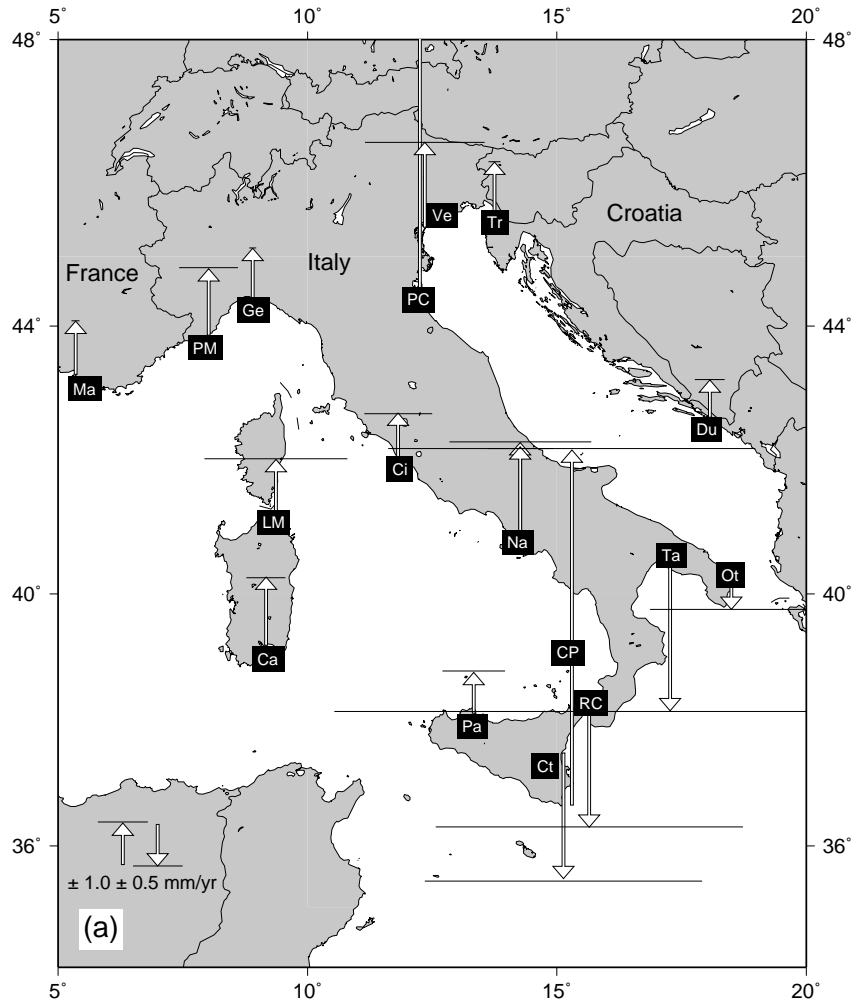 5° 10° 15° 20°
48° 48°
Ve
Tr
Croatia
France
Italy
PC
Ge
44° 44°
PM
Ma
Du
Ci
LM
Na
Ta
Ot
40° 40°
CP
Ca
RC
Pa
Ct
36° 36°
± 1.0 ± 0.5 mm/yr
(a)
5° 10° 15° 20°